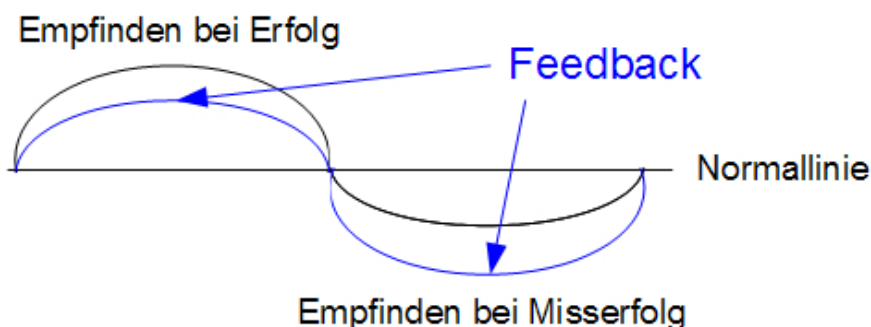 Empfinden bei Erfolg
Feedback
Normallinie
Empfinden bei Misserfolg